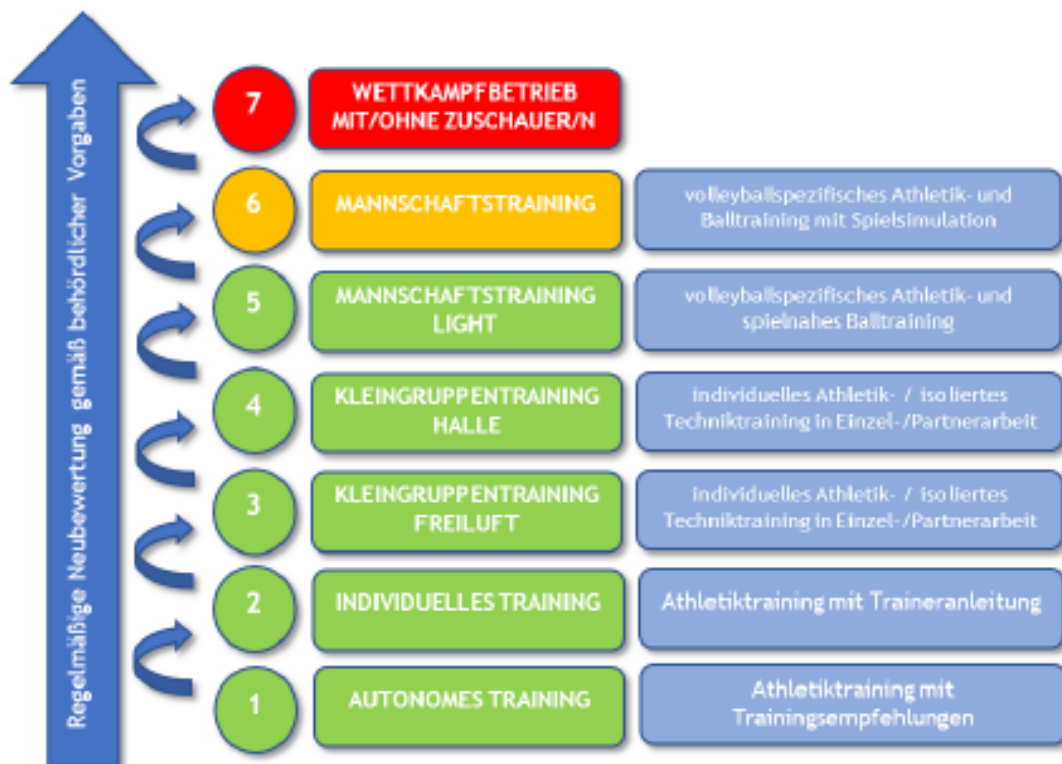 Regelmäßige Neubewertung gemäß behördlicher Vorgaben
7
WETTKAMPFBETRIEB
MIT/OHNE ZUSCHAUER/N
6
MANNSCHAFTSTRAINING
volleyballspezifisches Athletik- und
Balltraining mit Spielsimulation
5
MANNSCHAFTSTRAINING
LIGHT
volleyballspezifisches Athletik- und
spielnahes Balltraining
4
KLEINGRUPPENTRAINING
HALLE
individuelles Athletik- / isoliertes
Techniktraining in Einzel-/Partnerarbeit
3
KLEINGRUPPENTRAINING
FREILUFT
individuelles Athletik- / isoliertes
Techniktraining in Einzel-/Partnerarbeit
2
INDIVIDUELLES TRAINING
Athletiktraining mit Traineranleitung
1
AUTONOMES TRAINING
Athletiktraining mit
Trainingsempfehlungen